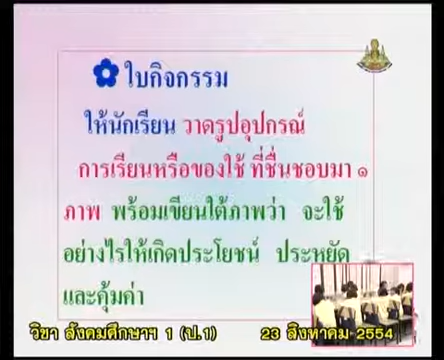 ใบกิจกรรม
ให้นักเรียน วาดรูปอุปกรณ์
การเรียนหรือของใช้ ที่ชื่นชอบมา ๑
ภาพ พร้อมเขียนใต้ภาพว่า จะใช้
อย่างไรให้เกิดประโยชน์ ประหยัด
และคุ้มค่า
วิชา สังคมศึกษาฯ 1 (ป.1) 23 สิงหาคม 2554